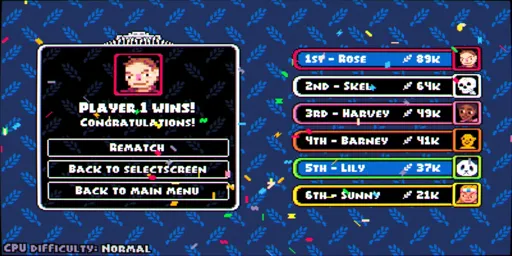 PLAYER 1 WINS!
CONGRATULATIONS!
REMATCH
BACK TO SELECTSCREEN
BACK TO MAIN MENU
1ST - ROSE 89K
2ND - SKEL 64K
3RD - HARVEY 49K
4TH - BARNEY 41K
5TH - LILY 37K
6TH - SUNNY 21K
CPU DIFFICULTY: NORMAL